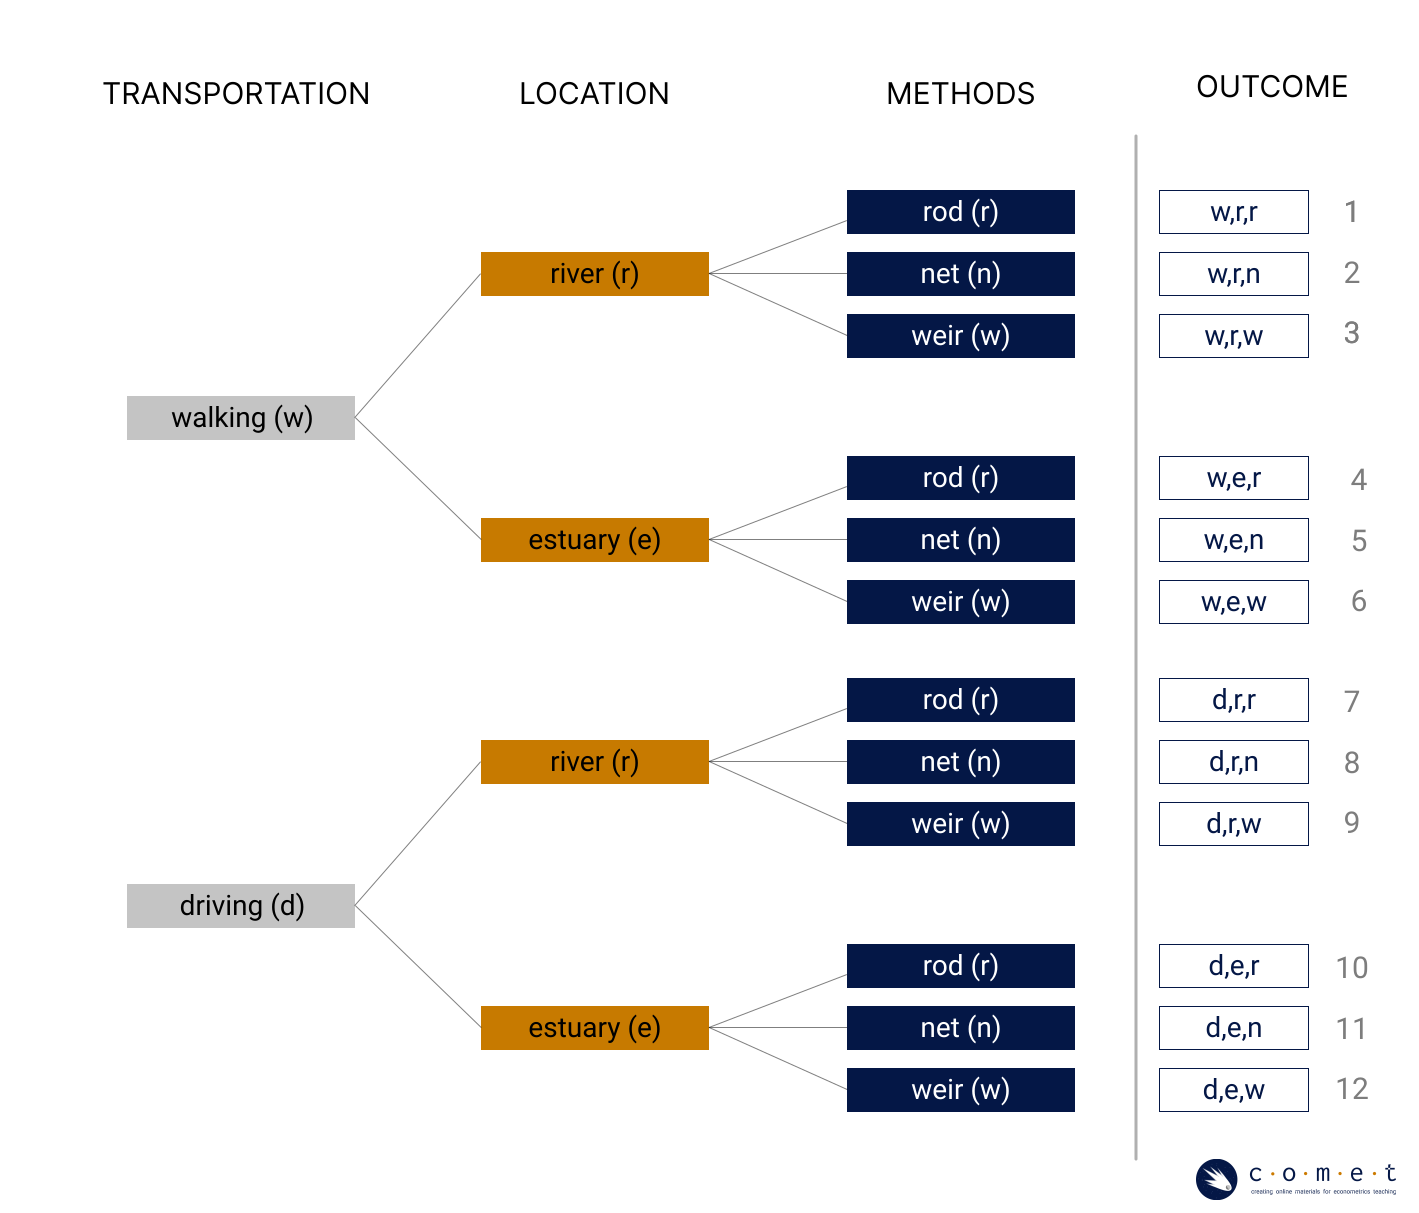 TRANSPORTATION LOCATION METHODS OUTCOME
rod (r) w,r,r 1
river (r) net (n) w,r,n 2
weir (w) w,r,w 3
walking (w)
rod (r) w,e,r 4
estuary (e) net (n) w,e,n 5
weir (w) w,e,w 6
rod (r) d,r,r 7
river (r) net (n) d,r,n 8
weir (w) d,r,w 9
driving (d)
rod (r) d,e,r 10
estuary (e) net (n) d,e,n 11
weir (w) d,e,w 12
c·o·m·e·t
creating online materials for econometrics teaching